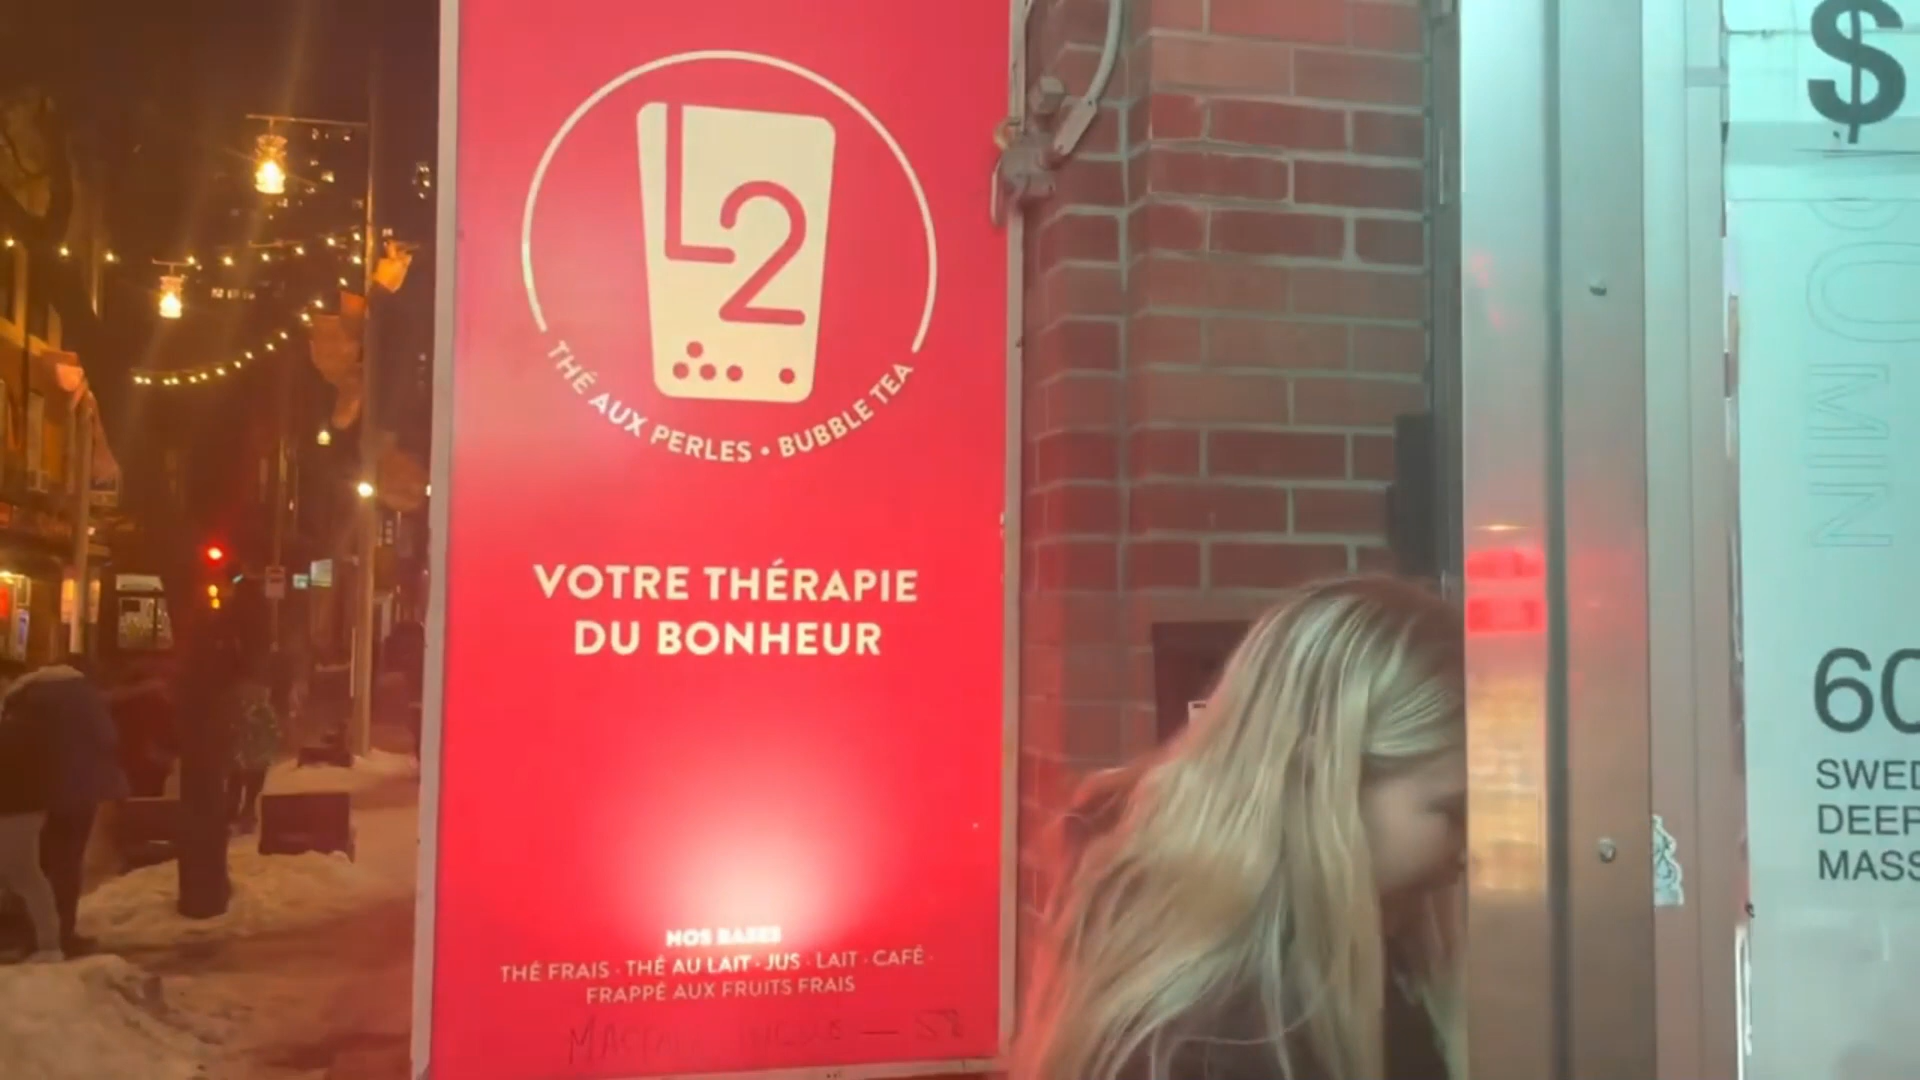 L2
THÉ AUX PERLES • BUBBLE TEA
VOTRE THÉRAPIE
DU BONHEUR
NOS BASES
THÉ FRAIS · THÉ AU LAIT · JUS · LAIT · CAFÉ ·
FRAPPÉ AUX FRUITS FRAIS
$
60
SWED
DEEP
MASS